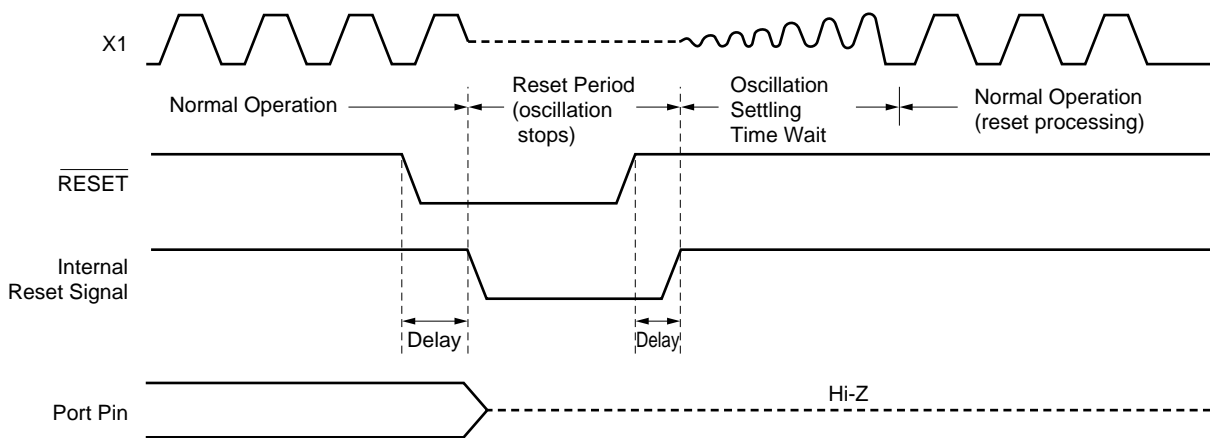 X1
Normal Operation
Reset Period
(oscillation
stops)
Oscillation
Settling
Time Wait
Normal Operation
(reset processing)
RESET
Internal
Reset Signal
Delay
Delay
Hi-Z
Port Pin